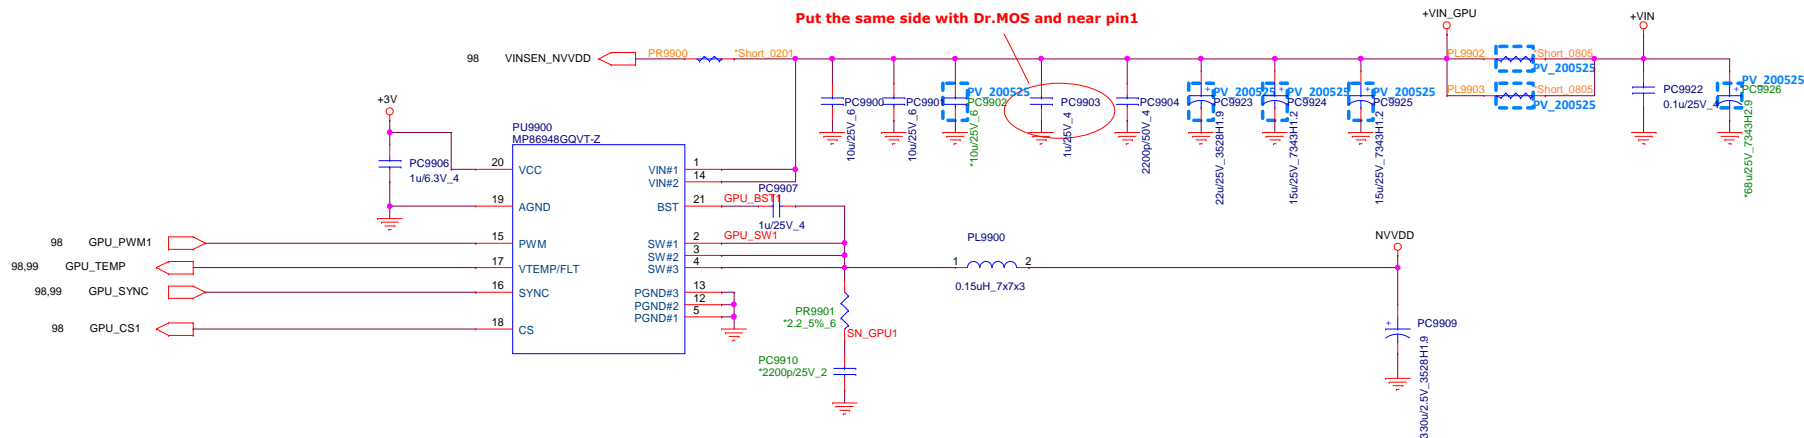 Put the same side with Dr.MOS and near pin1
+VIN_GPU
+VIN
98 VINSEN_NVVDD
PR9900
*Short_0201
PL9902
*Short_0805
PV_200525
PL9903
*Short_0805
PV_200525
PC9900
10u/25V_6
PC9901
10u/25V_6
PV_200525
PC9902
*10u/25V_6
PC9903
1u/25V_4
PC9904
2200p/50V_4
PV_200525
PC9923
22u/25V_3528H1.9
PV_200525
PC9924
15u/25V_7343H1.2
PV_200525
PC9925
15u/25V_7343H1.2
PC9922
0.1u/25V_4
PV_200525
PC9926
*68u/25V_7343H2.9
+3V
PC9906
1u/6.3V_4
PU9900
MP86948GQVT-Z
20 VCC
19 AGND
15 PWM
17 VTEMP/FLT
16 SYNC
18 CS
VIN#1 1
VIN#2 14
BST 21
SW#1 2
SW#2 3
SW#3 4
PGND#3 13
PGND#2 12
PGND#1 5
98 GPU_PWM1
98,99 GPU_TEMP
98,99 GPU_SYNC
98 GPU_CS1
PC9907
GPU_BST1
1u/25V_4
GPU_SW1
PL9900
1 2
0.15uH_7x7x3
NVVDD
PR9901
*2.2_5%_6
SN_GPU1
PC9910
*2200p/25V_2
PC9909
330u/2.5V_3528H1.9